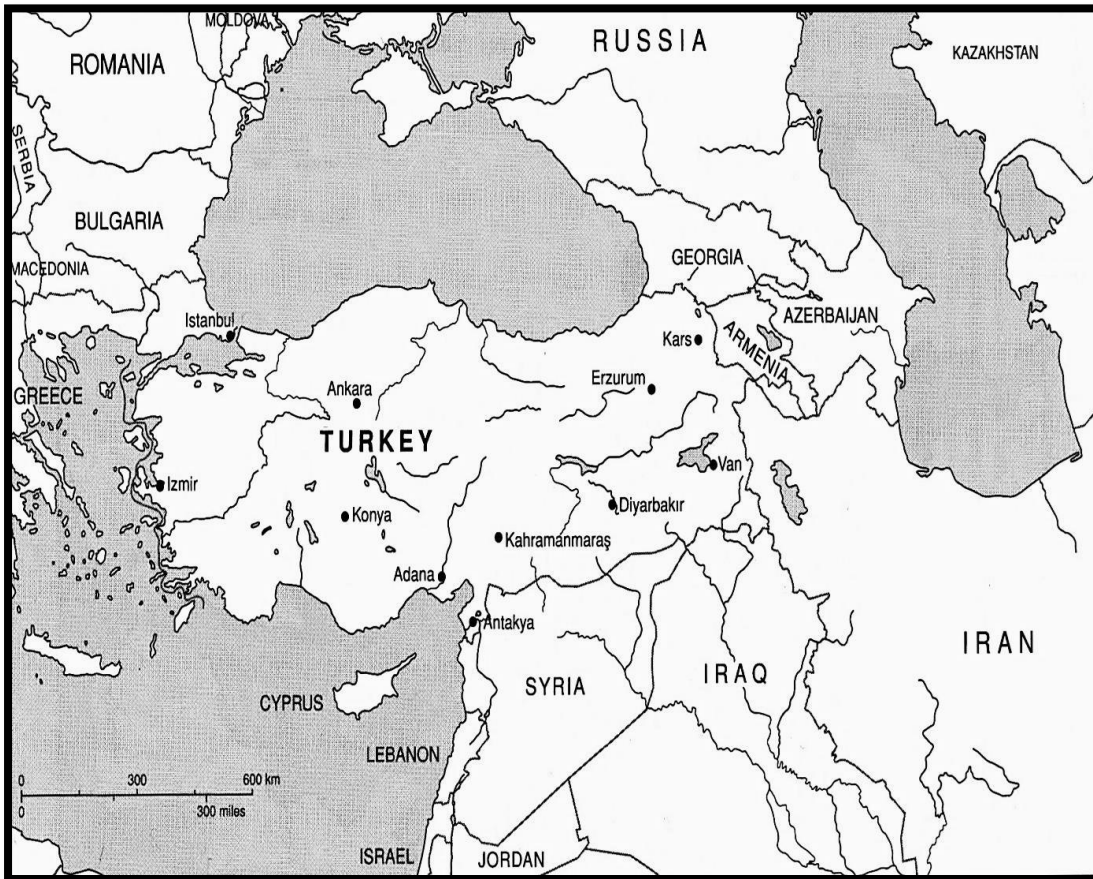 MOLDOVA
ROMANIA
RUSSIA
KAZAKHSTAN
SERBIA
BULGARIA
MACEDONIA
GEORGIA
AZERBAIJAN
ARMENIA
Istanbul
Kars
GREECE
Ankara
Erzurum
TURKEY
Van
Izmir
Diyarbakır
Konya
Kahramanmaraş
Adana
Antakya
IRAN
SYRIA
IRAQ
CYPRUS
LEBANON
0 300 600 km
0 300 miles
ISRAEL
JORDAN